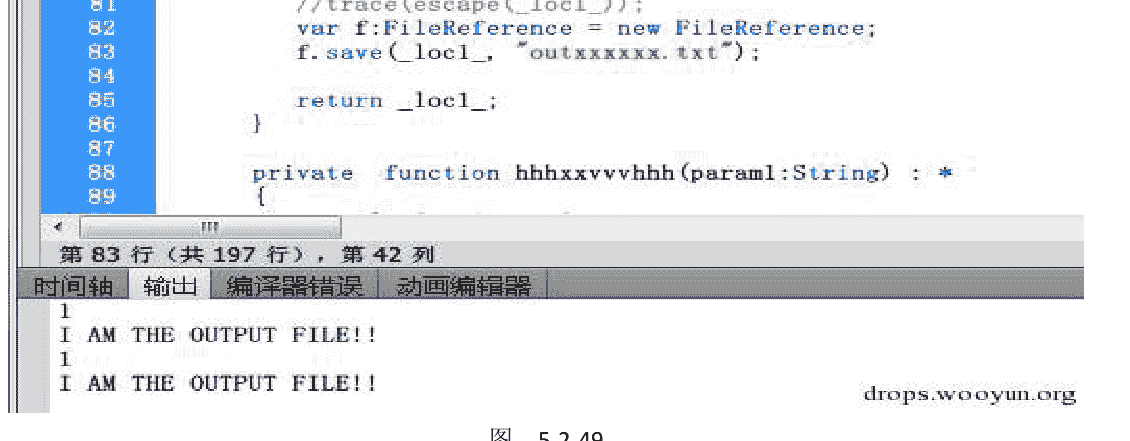 81 //trace(escape(_loc1_));
82 var f:FileReference = new FileReference;
83 f.save(_loc1_, "outxxxxxx.txt");
84
85 return _loc1_;
86 }
87
88 private function hhhxxvvvhhh(param1:String) : *
89 {
第 83 行 (共 197 行), 第 42 列
时间轴 输出 编译器错误 动画编辑器
1
I AM THE OUTPUT FILE!!
1
I AM THE OUTPUT FILE!!
drops.wooyun.org
图 5.2.49